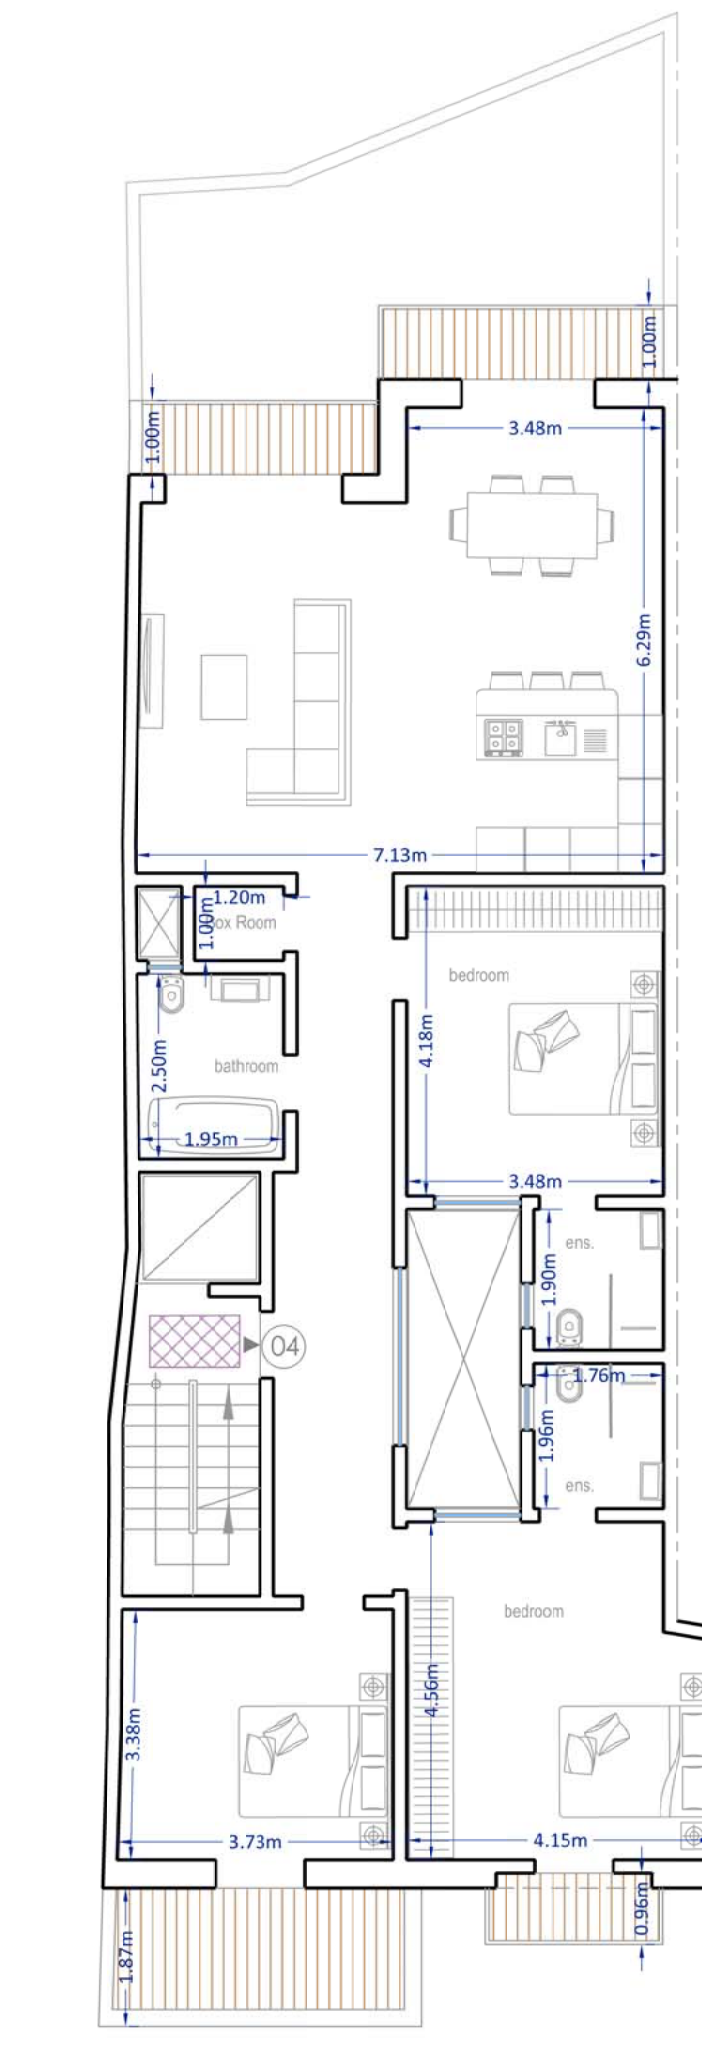 1.00m
1.00m
3.48m
6.29m
7.13m
1.20m
1.00m
Box Room
bedroom
4.18m
2.50m
bathroom
1.95m
3.48m
ens.
1.90m
04
1.76m
1.96m
ens.
bedroom
4.56m
3.38m
3.73m
4.15m
0.96m
1.87m